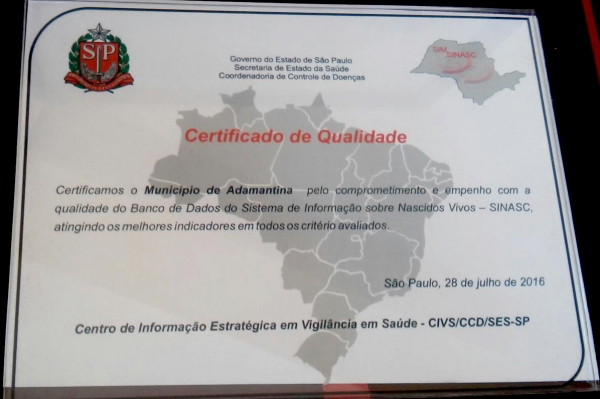 SP
SIM
SINASC
Governo do Estado de São Paulo
Secretaria de Estado da Saúde
Coordenadoria de Controle de Doenças
Certificado de Qualidade
Certificamos o Municipio de Adamantina pelo comprometimento e empenho com a
qualidade do Banco de Dados do Sistema de Informação sobre Nascidos Vivos – SINASC,
atingindo os melhores indicadores em todos os critério avaliados.
São Paulo, 28 de julho de 2016
Centro de Informação Estratégica em Vigilância em Saúde - CIVS/CCD/SES-SP